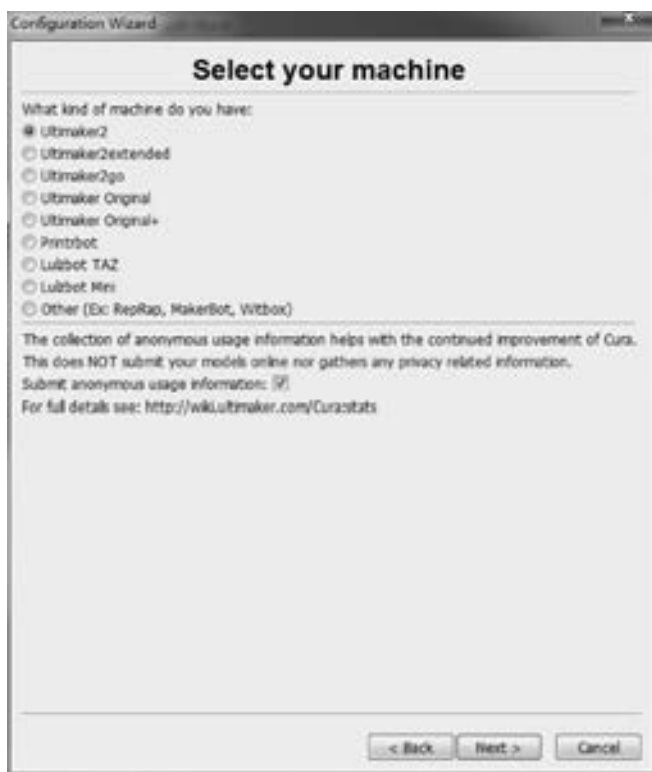 Configuration Wizard
Select your machine
What kind of machine do you have:
Ultimaker2
Ultimaker2extended
Ultimaker2go
Ultimaker Original
Ultimaker Original+
Printrbot
Lulzbot TAZ
Lulzbot Mini
Other (Ex: RepRap, MakerBot, Witbox)
The collection of anonymous usage information helps with the continued improvement of Cura.
This does NOT submit your models online nor gathers any privacy related information.
Submit anonymous usage information:
For full details see: http://wiki.ultimaker.com/Cura:stats
< Back Next > Cancel